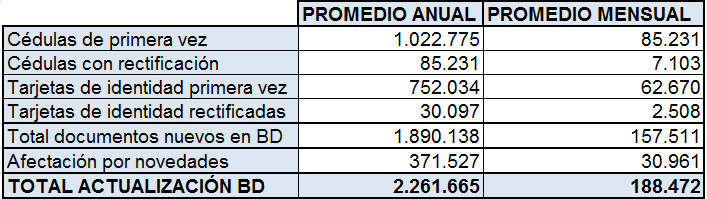 PROMEDIO ANUAL PROMEDIO MENSUAL
Cédulas de primera vez 1.022.775 85.231
Cédulas con rectificación 85.231 7.103
Tarjetas de identidad primera vez 752.034 62.670
Tarjetas de identidad rectificadas 30.097 2.508
Total documentos nuevos en BD 1.890.138 157.511
Afectación por novedades 371.527 30.961
TOTAL ACTUALIZACIÓN BD 2.261.665 188.472